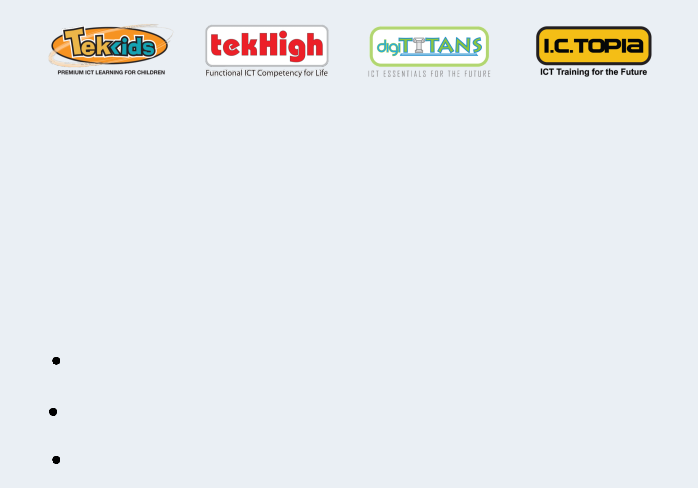 Tekkids
PREMIUM ICT LEARNING FOR CHILDREN
tekHigh
Functional ICT Competency for Life
digiTITANS
ICT ESSENTIALS FOR THE FUTURE
I.C.TOPIA
ICT Training for the Future